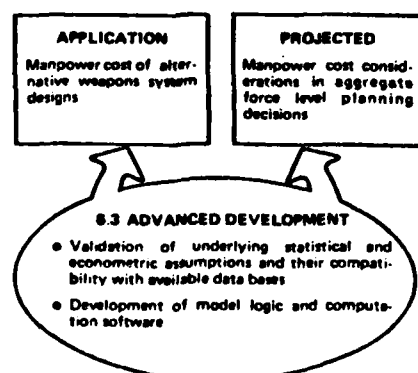 APPLICATION
Manpower cost of alter-
native weapons system
designs
PROJECTED
Manpower cost consid-
erations in aggregate
force level planning
decisions
6.3 ADVANCED DEVELOPMENT
● Validation of underlying statistical and
econometric assumptions and their compati-
bility with available data bases
● Development of model logic and computa-
tion software